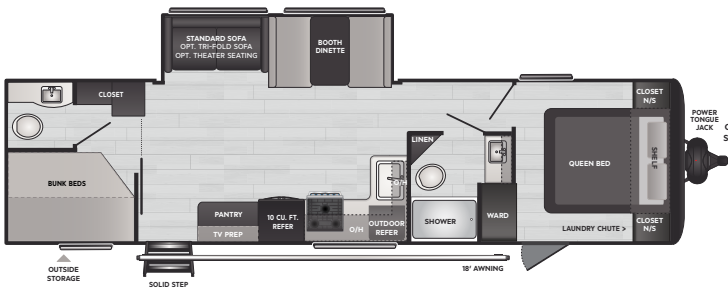 STANDARD SOFA
OPT. TRI-FOLD SOFA
OPT. THEATER SEATING
BOOTH
DINETTE
CLOSET
CLOSET
N/S
POWER
TONGUE
JACK
LINEN
O/H
SHELF
QUEEN BED
BUNK BEDS
PANTRY
TV PREP
10 CU. FT.
REFER
O/H
OUTDOOR
REFER
SHOWER
WARD
LAUNDRY CHUTE >
CLOSET
N/S
OUTSIDE
STORAGE
SOLID STEP
18' AWNING